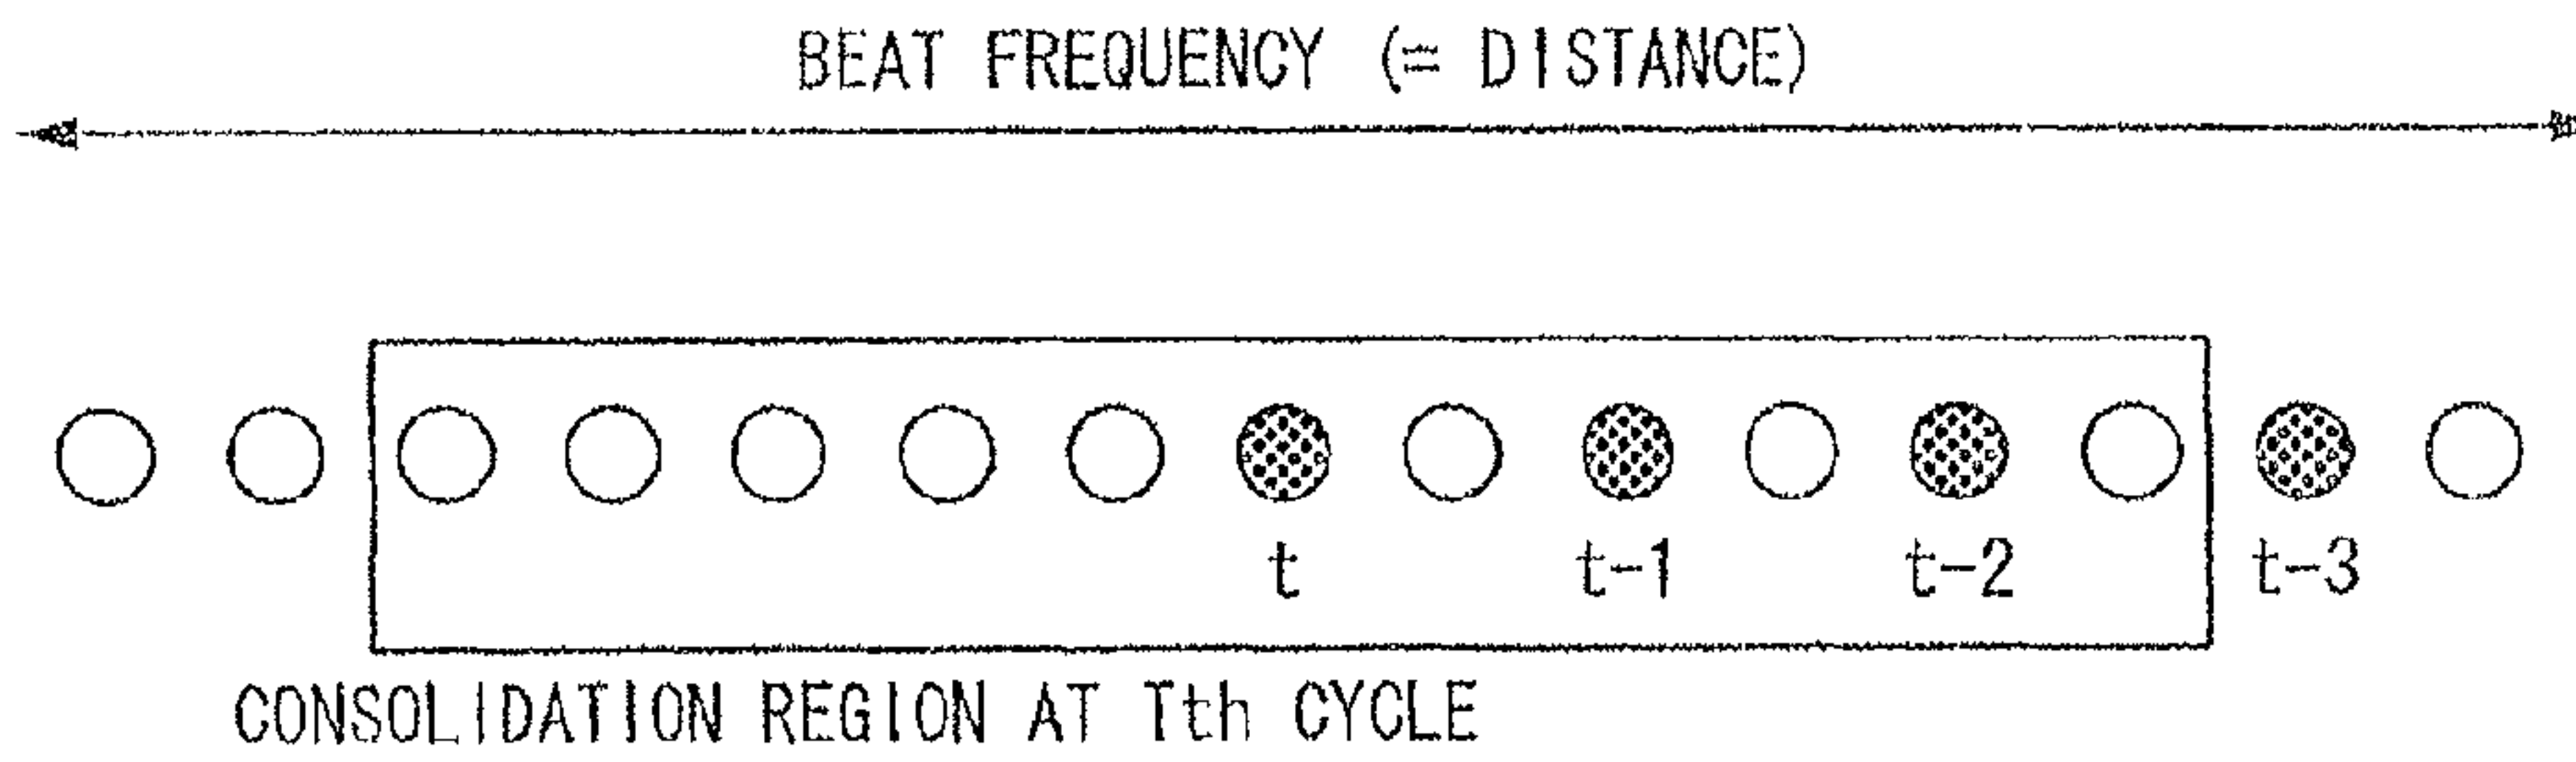 BEAT FREQUENCY (= DISTANCE)
t t-1 t-2 t-3
CONSOLIDATION REGION AT Tth CYCLE